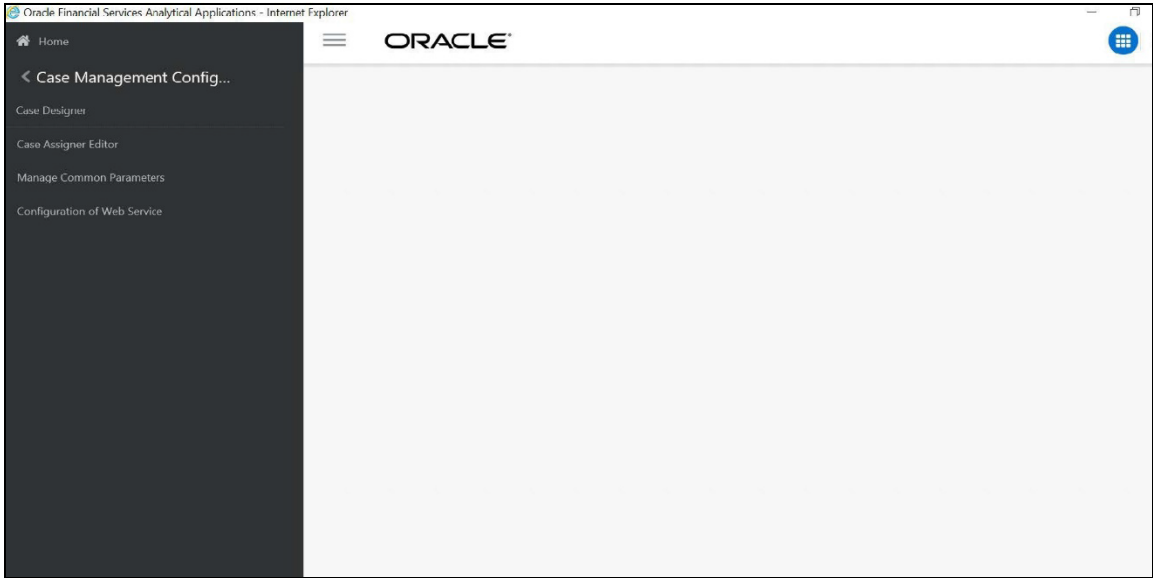 Oracle Financial Services Analytical Applications - Internet Explorer
Home
ORACLE
< Case Management Config...
Case Designer
Case Assigner Editor
Manage Common Parameters
Configuration of Web Service